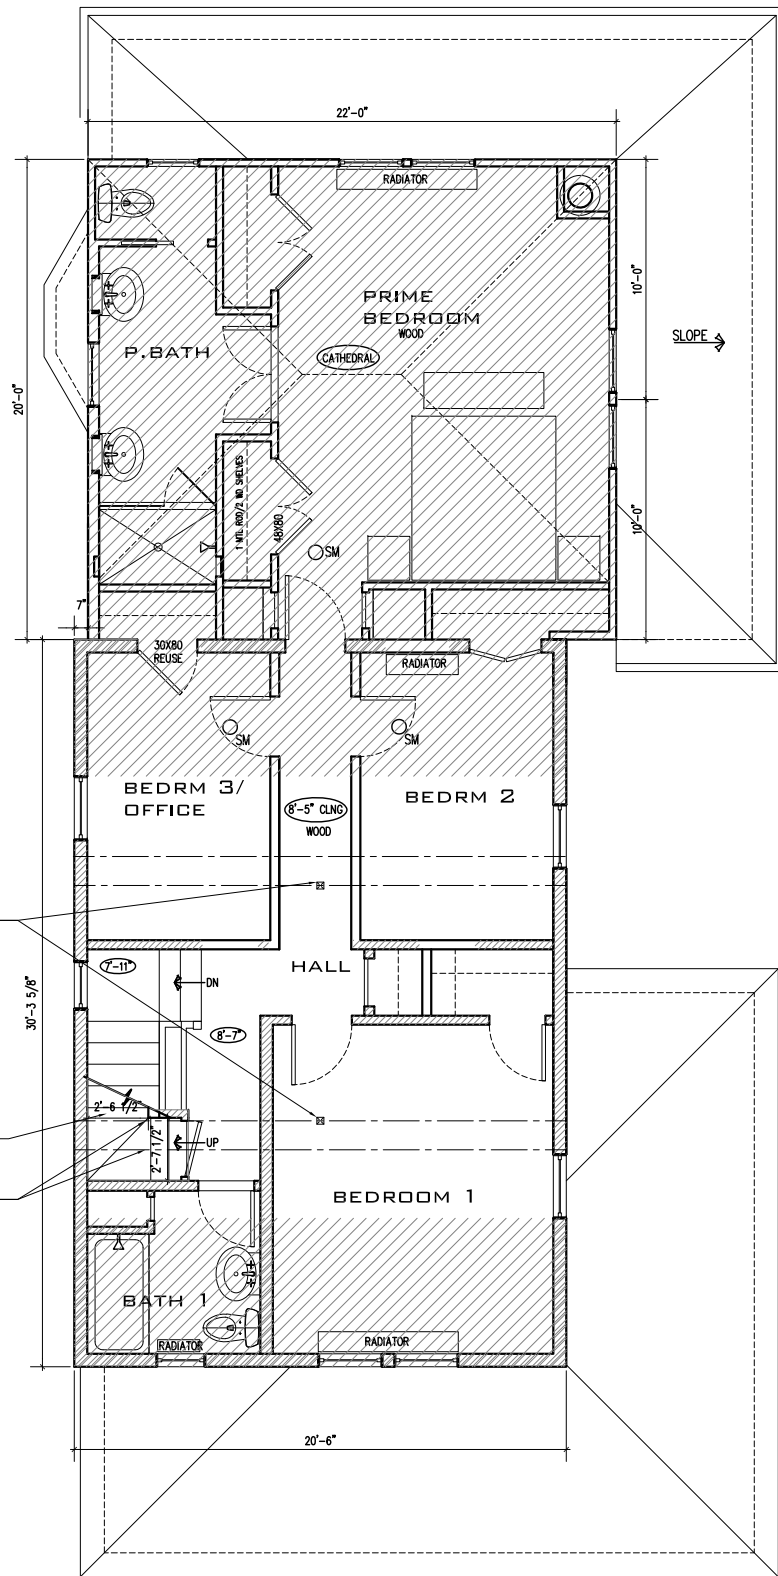 22'-0"
RADIATOR
PRIME
BEDROOM
WOOD
10'-0"
SLOPE
P.BATH
CATHEDRAL
20'-0"
1 MTL ROD/2 WD SHELVES
48X80
10'-0"
SM
7"
30X80
REUSE
RADIATOR
SM
SM
BEDRM 3/
OFFICE
8'-5" CLNG
WOOD
BEDRM 2
HALL
7'-11"
DN
30'-3 5/8"
8'-7"
2'-6 1/2"
2'-7 1/2"
UP
BEDROOM 1
BATH 1
RADIATOR
RADIATOR
20'-6"